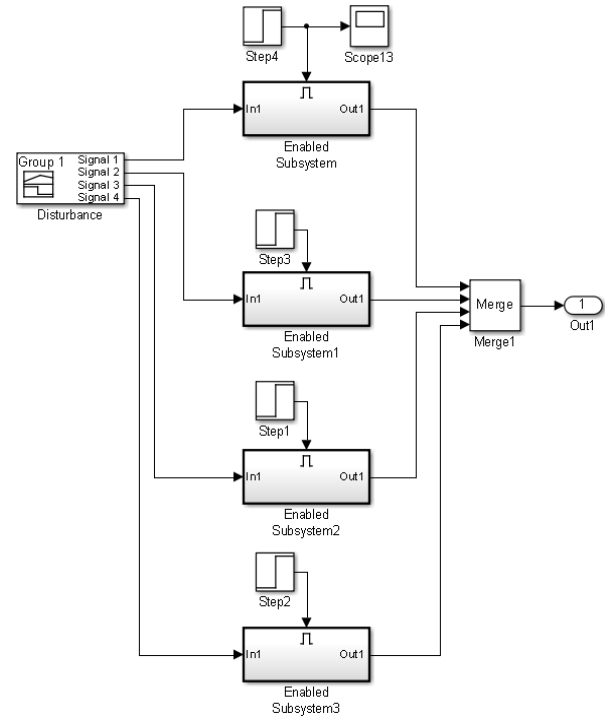 Step4
Scope13
In1
Out1
Enabled
Subsystem
Group 1
Signal 1
Signal 2
Signal 3
Signal 4
Disturbance
Step3
In1
Out1
Enabled
Subsystem1
Merge
Merge1
1
Out1
Step1
In1
Out1
Enabled
Subsystem2
Step2
In1
Out1
Enabled
Subsystem3